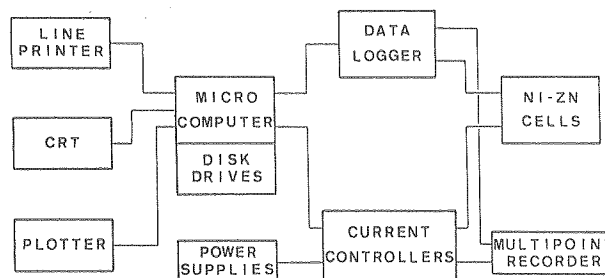 LINE
PRINTER
DATA
LOGGER
MICRO
COMPUTER
NI-ZN
CELLS
CRT
DISK
DRIVES
PLOTTER
POWER
SUPPLIES
CURRENT
CONTROLLERS
MULTIPOINT
RECORDER